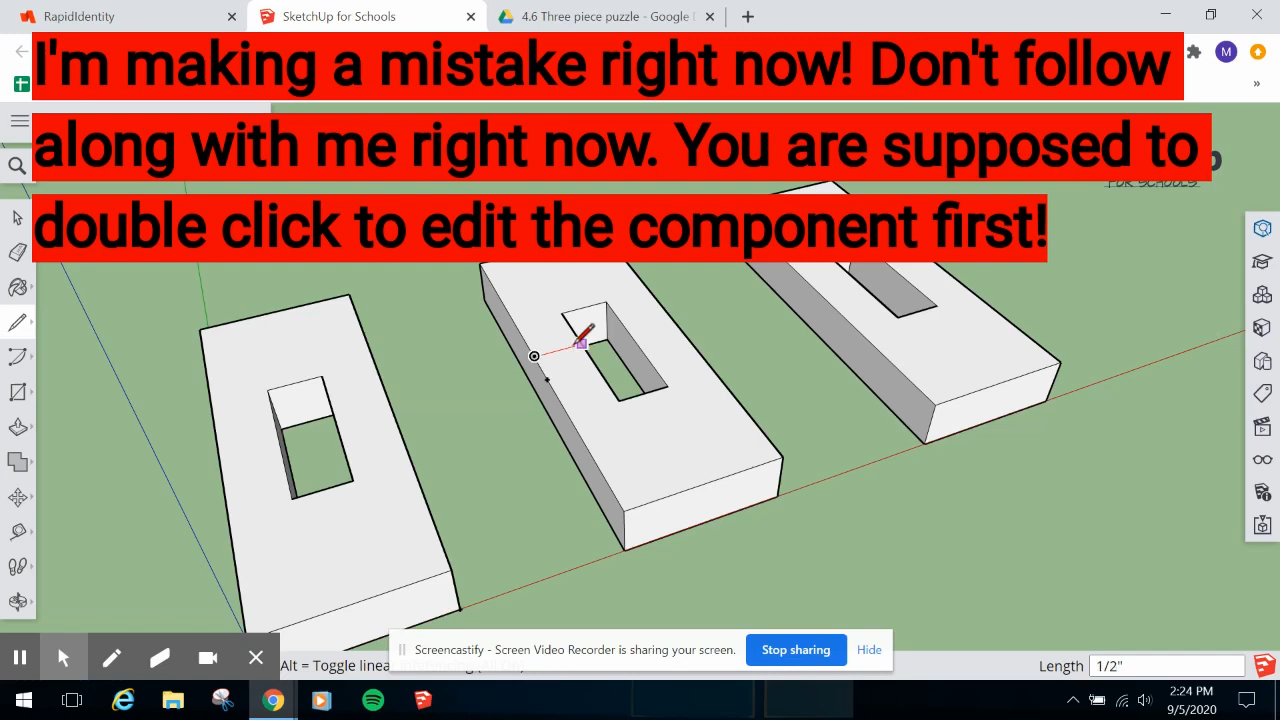 RapidIdentity
SketchUp for Schools
4.6 Three piece puzzle - Google
I'm making a mistake right now! Don't follow
along with me right now. You are supposed to
double click to edit the component first!
M
FOR SCHOOLS
Screencastify - Screen Video Recorder is sharing your screen.
Stop sharing
Hide
Alt = Toggle linear inferencing (All On)
Length
1/2"
2:24 PM
9/5/2020